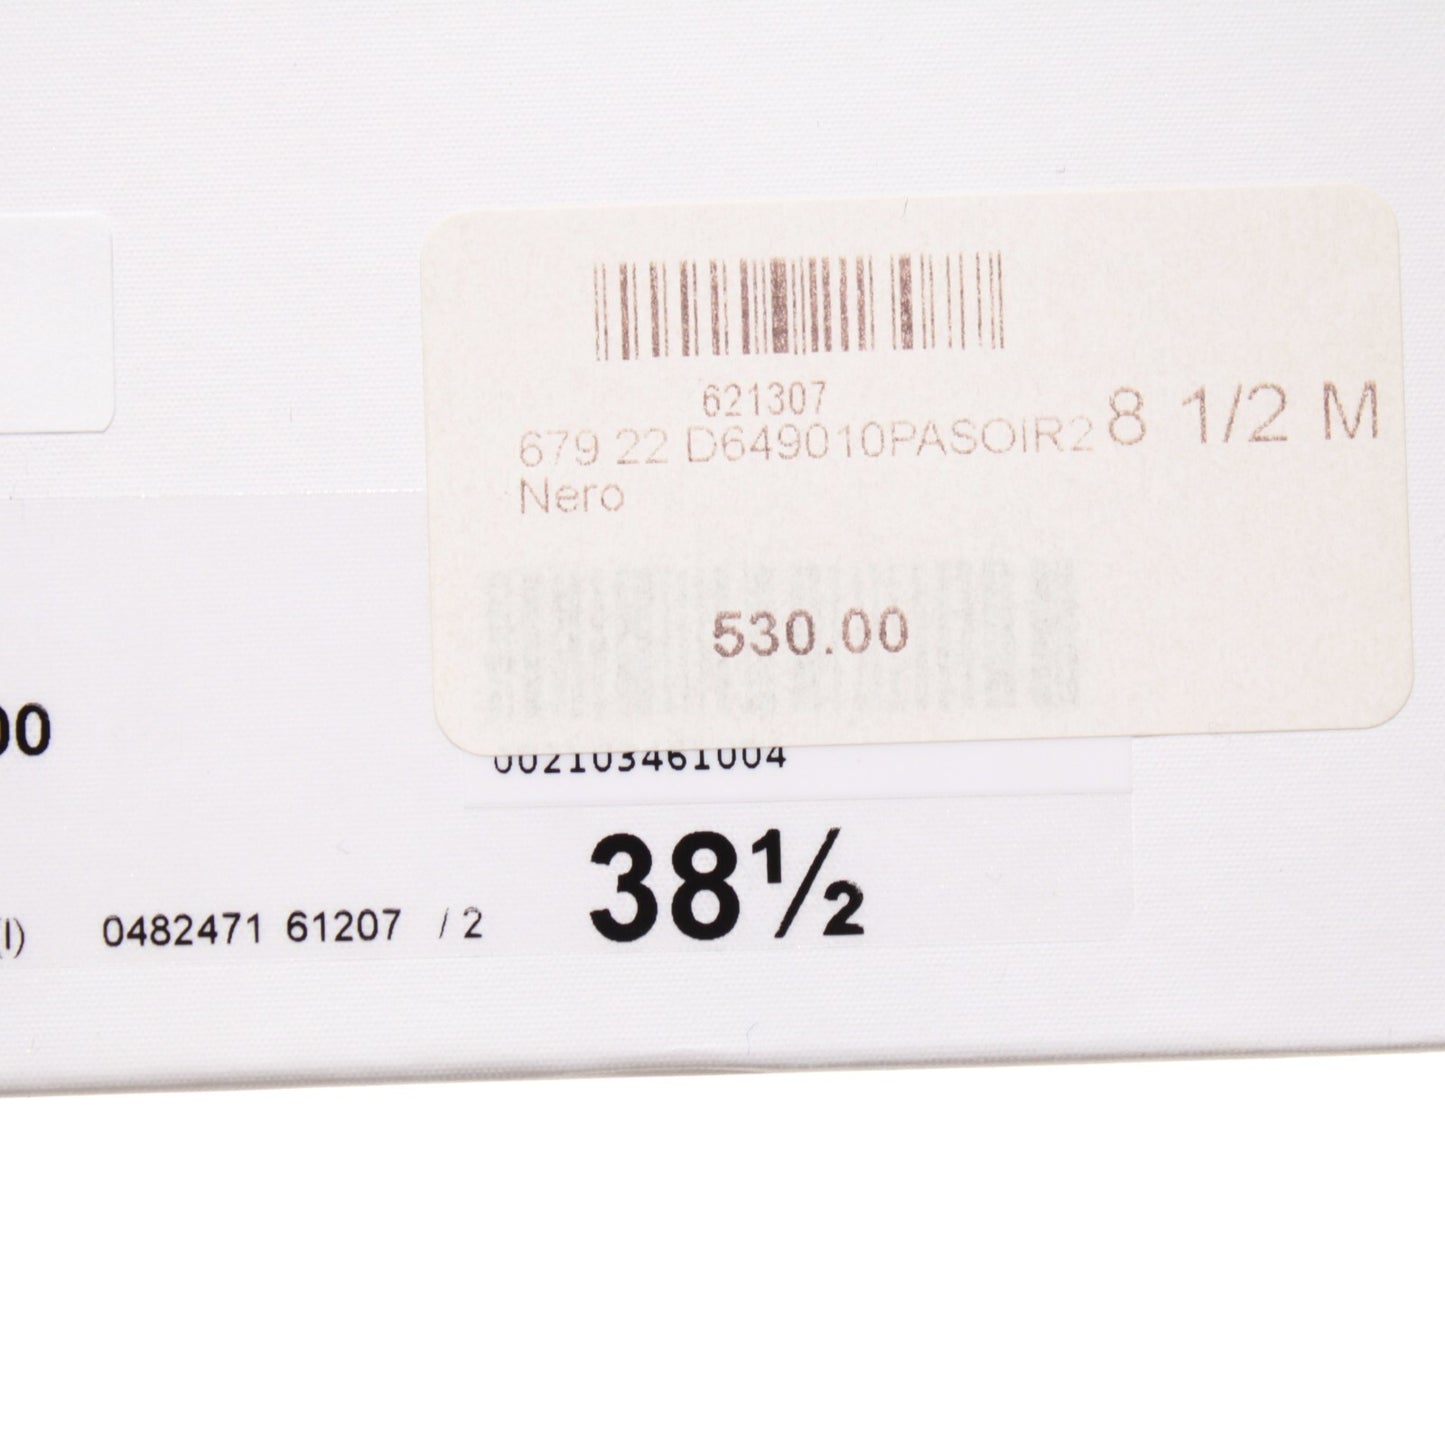 621307
679 22 D649010PASOIR2 8 1/2 M
Nero
530.00
00
002103461004
38½
(I) 0482471 61207 / 2